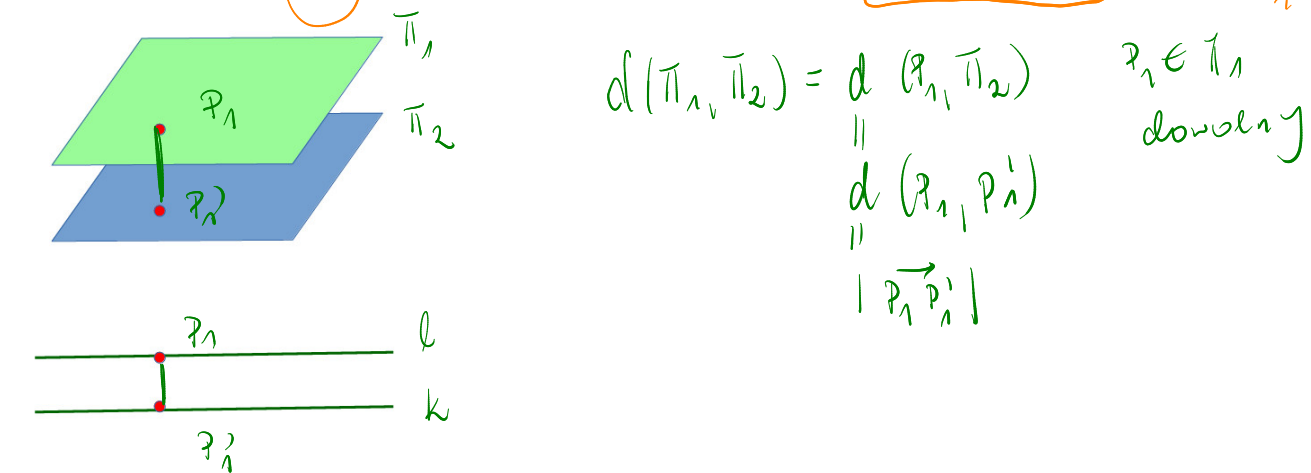 π₁
P₁
π₂
P₁'
d(π₁, π₂) = d (P₁, π₂)
P₁ ∈ π₁
dowolny
||
d (P₁, P₁')
||
| P₁P₁'→ |
P₁
l
k
P₁'